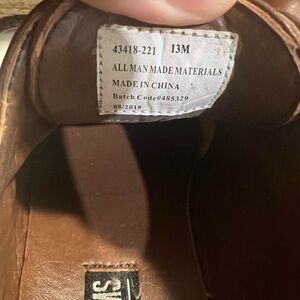 43418-221 13M
ALL MAN MADE MATERIALS
MADE IN CHINA
Batch Code#485329
08/2018